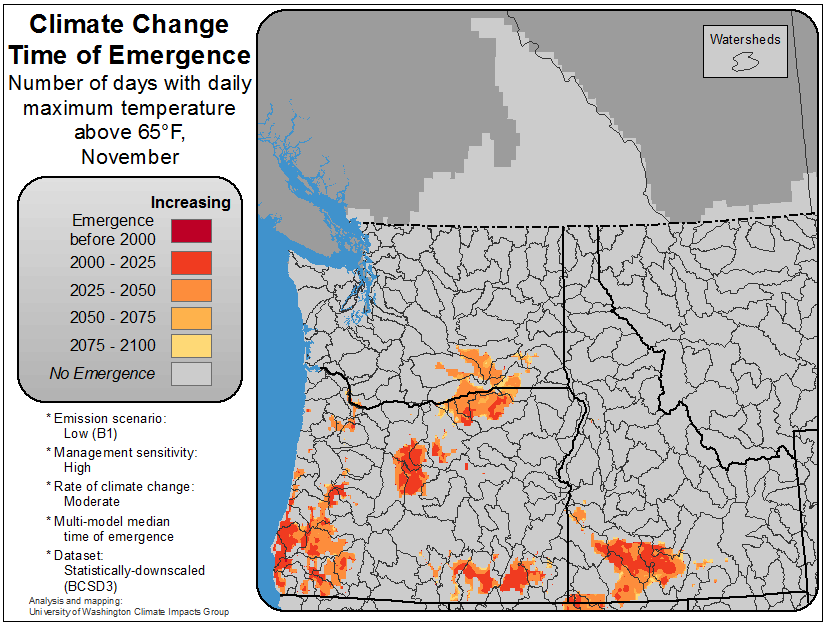 Climate Change
Time of Emergence
Number of days with daily
maximum temperature
above 65°F,
November
Increasing
Emergence
before 2000
2000 - 2025
2025 - 2050
2050 - 2075
2075 - 2100
No Emergence
* Emission scenario:
Low (B1)
* Management sensitivity:
High
* Rate of climate change:
Moderate
* Multi-model median
time of emergence
* Dataset:
Statistically-downscaled
(BCSD3)
Analysis and mapping:
University of Washington Climate Impacts Group
Watersheds